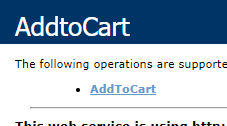 AddtoCart
The following operations are supporte
AddToCart
This web service is using http: